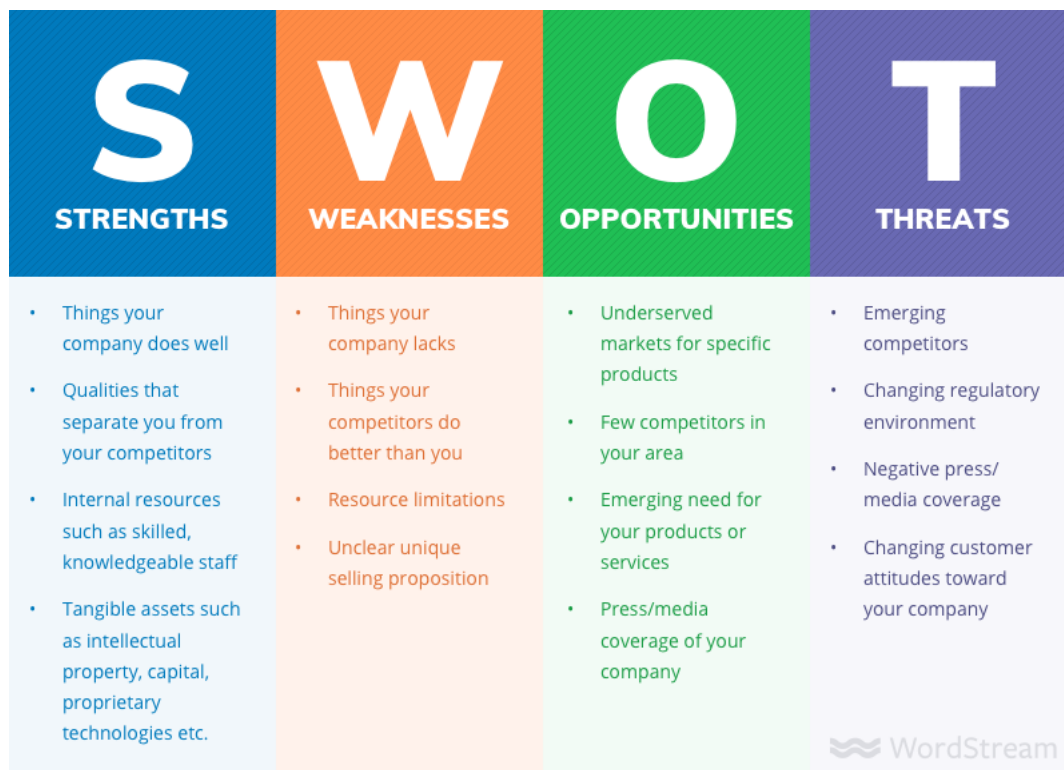 S
STRENGTHS
• Things your
company does well
• Qualities that
separate you from
your competitors
• Internal resources
such as skilled,
knowledgeable staff
• Tangible assets such
as intellectual
property, capital,
proprietary
technologies etc.
W
WEAKNESSES
• Things your
company lacks
• Things your
competitors do
better than you
• Resource limitations
• Unclear unique
selling proposition
O
OPPORTUNITIES
• Underserved
markets for specific
products
• Few competitors in
your area
• Emerging need for
your products or
services
• Press/media
coverage of your
company
T
THREATS
• Emerging
competitors
• Changing regulatory
environment
• Negative press/
media coverage
• Changing customer
attitudes toward
your company
WordStream